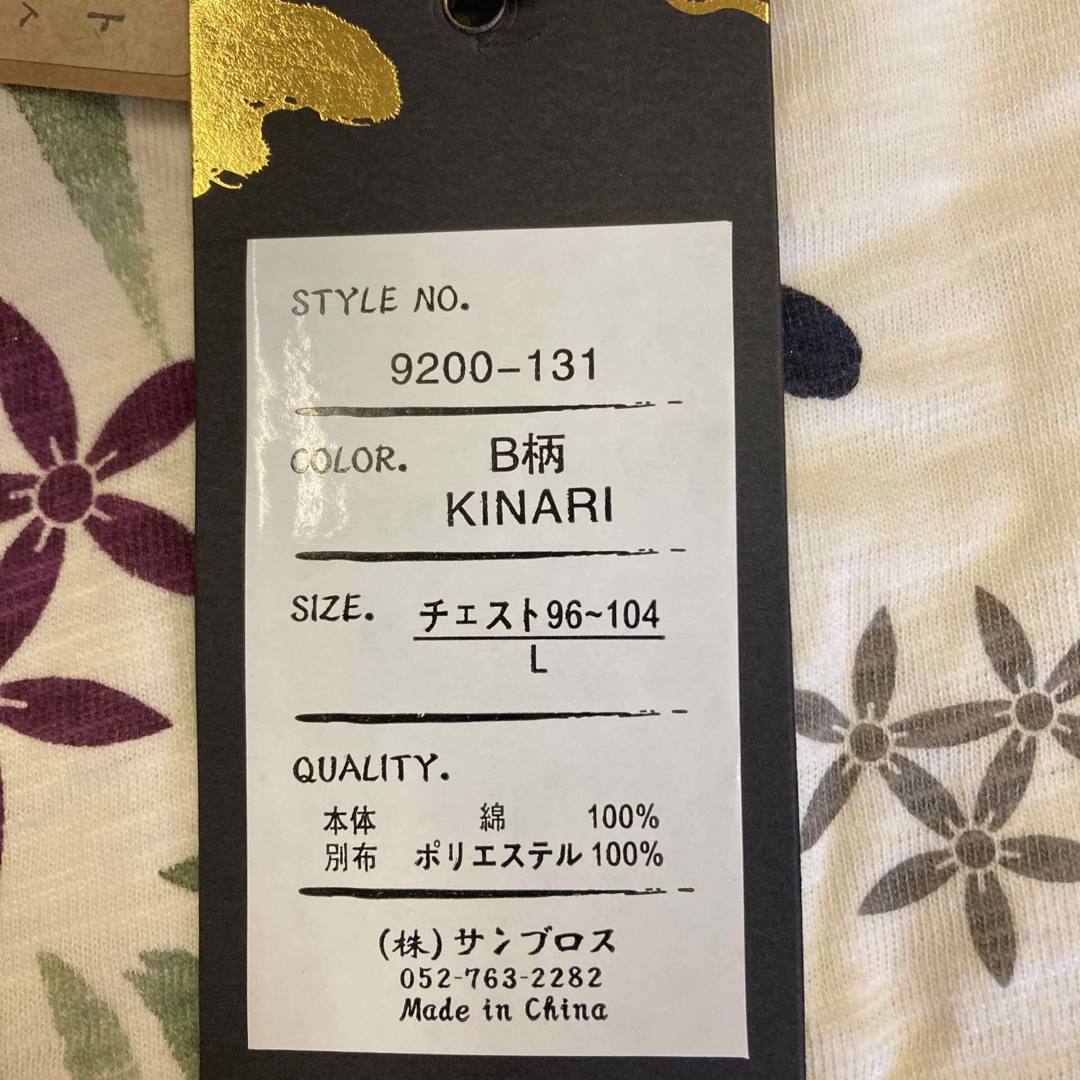 STYLE NO.
9200-131
COLOR. B柄
KINARI
SIZE. チェスト96~104
L
QUALITY.
本体 綿 100%
別布 ポリエステル 100%
(株)サンブロス
052-763-2282
Made in China